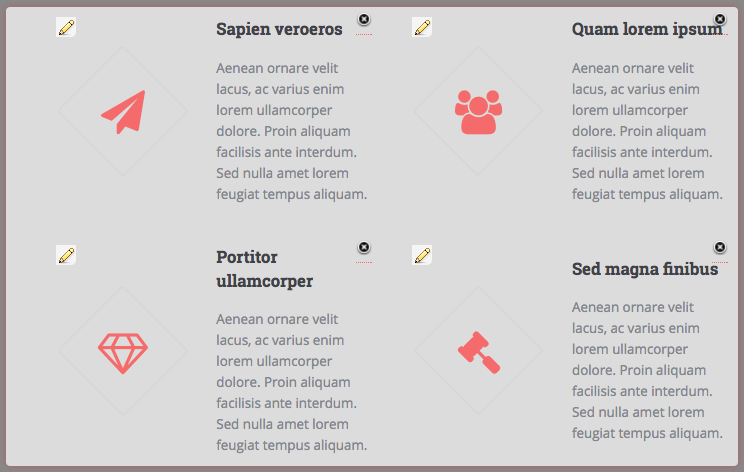 Sapien veroeros
Aenean ornare velit
lacus, ac varius enim
lorem ullamcorper
dolore. Proin aliquam
facilisis ante interdum.
Sed nulla amet lorem
feugiat tempus aliquam.
Quam lorem ipsum
Aenean ornare velit
lacus, ac varius enim
lorem ullamcorper
dolore. Proin aliquam
facilisis ante interdum.
Sed nulla amet lorem
feugiat tempus aliquam.
Portitor
ullamcorper
Aenean ornare velit
lacus, ac varius enim
lorem ullamcorper
dolore. Proin aliquam
facilisis ante interdum.
Sed nulla amet lorem
feugiat tempus aliquam.
Sed magna finibus
Aenean ornare velit
lacus, ac varius enim
lorem ullamcorper
dolore. Proin aliquam
facilisis ante interdum.
Sed nulla amet lorem
feugiat tempus aliquam.